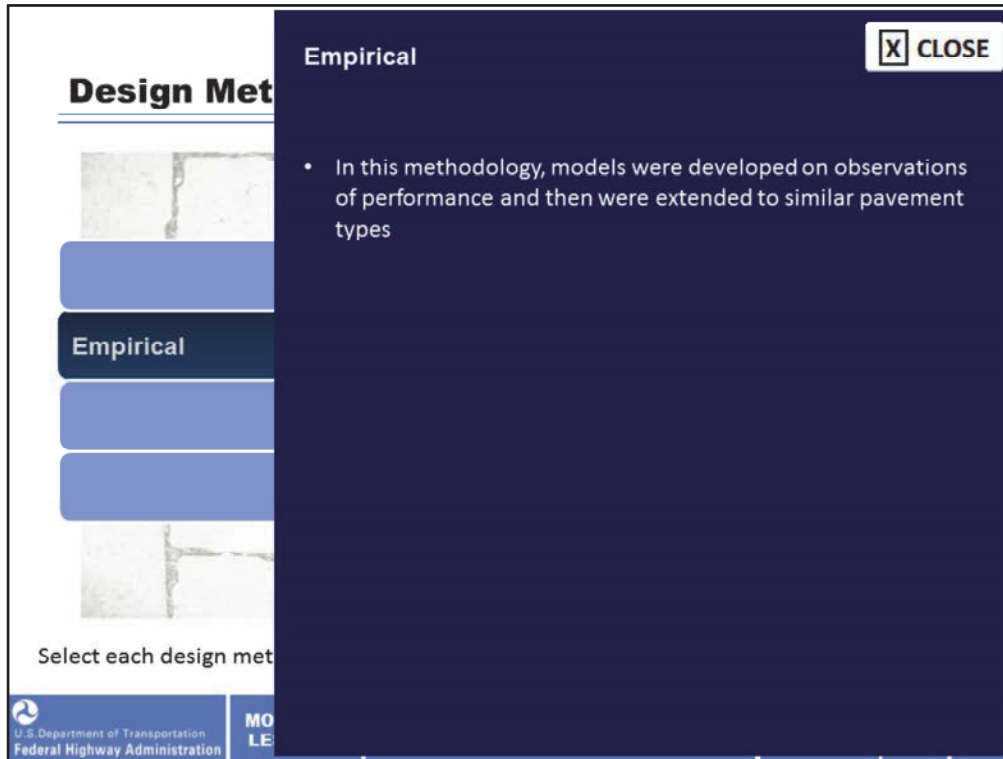 Design Met
Empirical
X CLOSE
• In this methodology, models were developed on observations
of performance and then were extended to similar pavement
types
Empirical
Select each design met
U.S.Department of Transportation
Federal Highway Administration
MO
LE